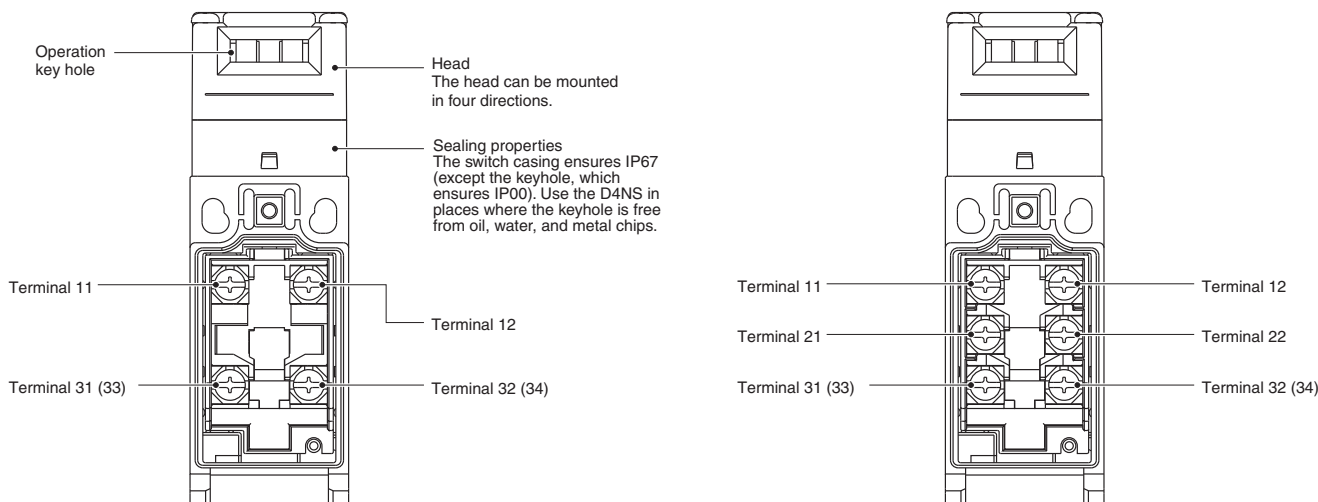 Operation
key hole
Head
The head can be mounted
in four directions.
Sealing properties
The switch casing ensures IP67
(except the keyhole, which
ensures IP00). Use the D4NS in
places where the keyhole is free
from oil, water, and metal chips.
Terminal 11
Terminal 12
Terminal 31 (33)
Terminal 32 (34)
Terminal 11
Terminal 12
Terminal 21
Terminal 22
Terminal 31 (33)
Terminal 32 (34)